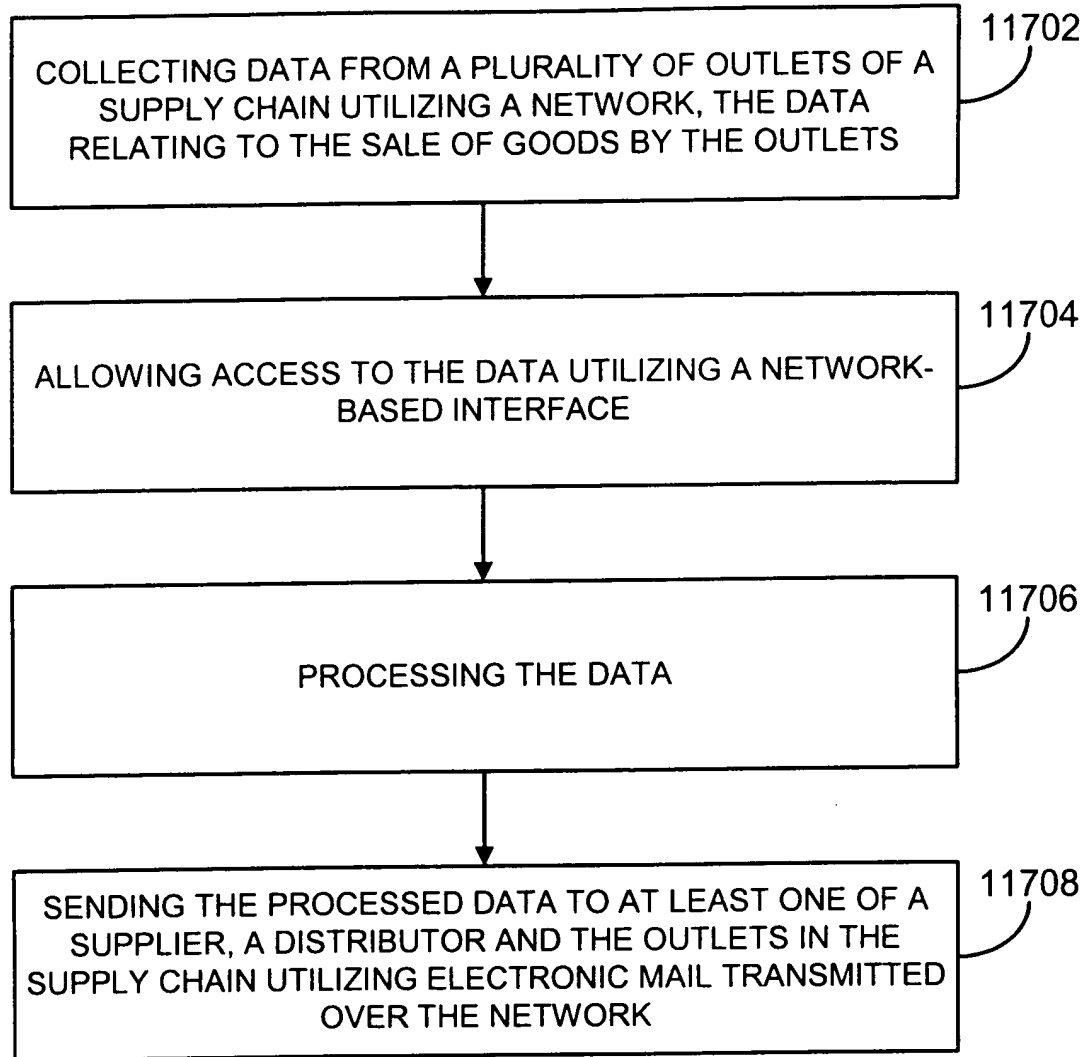 11702
COLLECTING DATA FROM A PLURALITY OF OUTLETS OF A
SUPPLY CHAIN UTILIZING A NETWORK, THE DATA
RELATING TO THE SALE OF GOODS BY THE OUTLETS
11704
ALLOWING ACCESS TO THE DATA UTILIZING A NETWORK-
BASED INTERFACE
11706
PROCESSING THE DATA
11708
SENDING THE PROCESSED DATA TO AT LEAST ONE OF A
SUPPLIER, A DISTRIBUTOR AND THE OUTLETS IN THE
SUPPLY CHAIN UTILIZING ELECTRONIC MAIL TRANSMITTED
OVER THE NETWORK